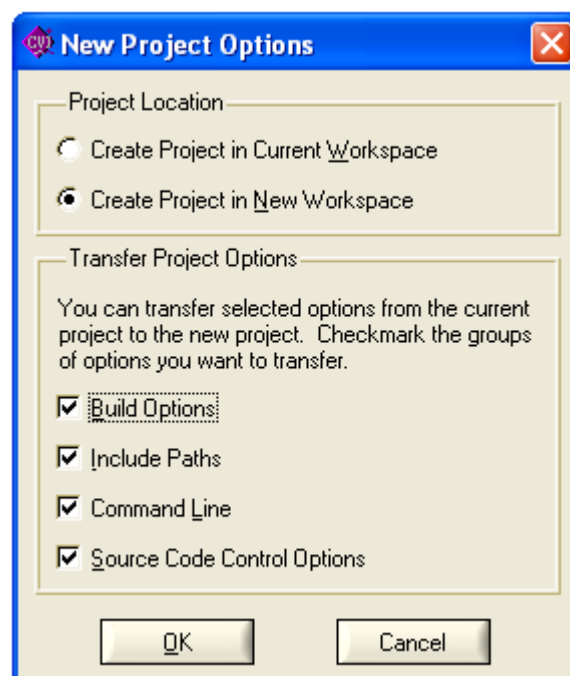 CVI New Project Options
Project Location
Create Project in Current Workspace
Create Project in New Workspace
Transfer Project Options
You can transfer selected options from the current
project to the new project. Checkmark the groups
of options you want to transfer.
Build Options
Include Paths
Command Line
Source Code Control Options
OK Cancel